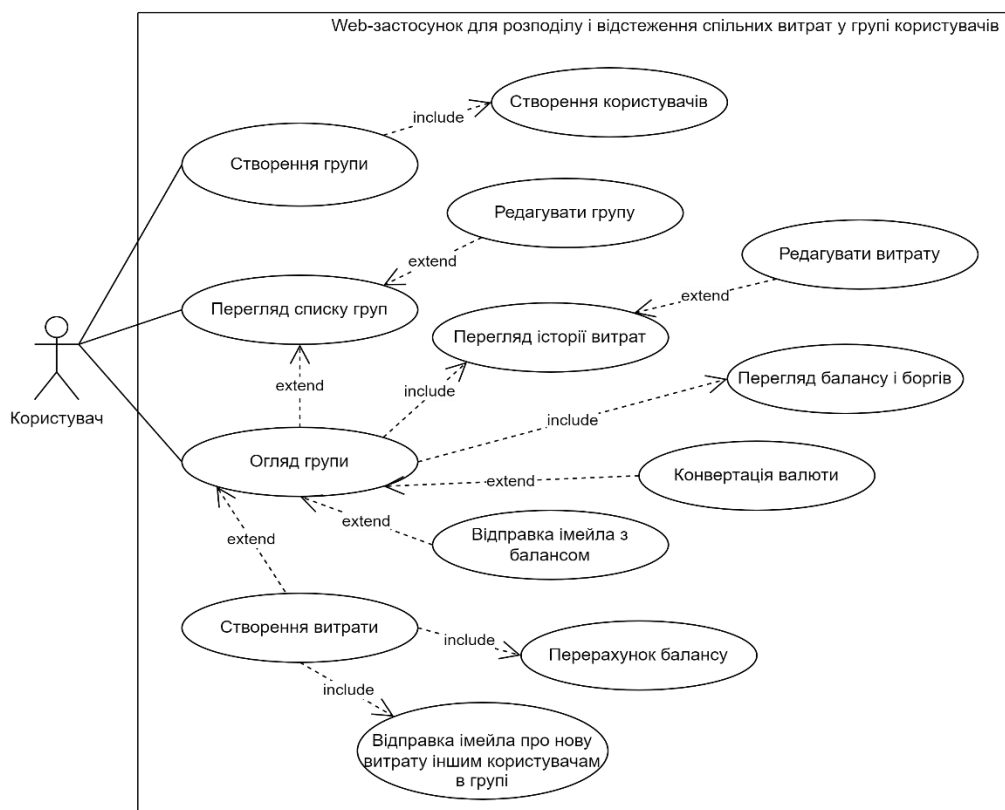 Web-застосунок для розподілу і відстеження спільних витрат у групі користувачів
Створення користувачів
include
Створення групи
Редагувати групу
extend
Редагувати витрату
extend
Перегляд списку груп
Перегляд історії витрат
extend
include
Перегляд балансу і боргів
include
Користувач
Огляд групи
Конвертація валюти
extend
extend
Відправка імейла з
балансом
extend
Створення витрати
include
Перерахунок балансу
include
Відправка імейла про нову
витрату іншим користувачам
в групі